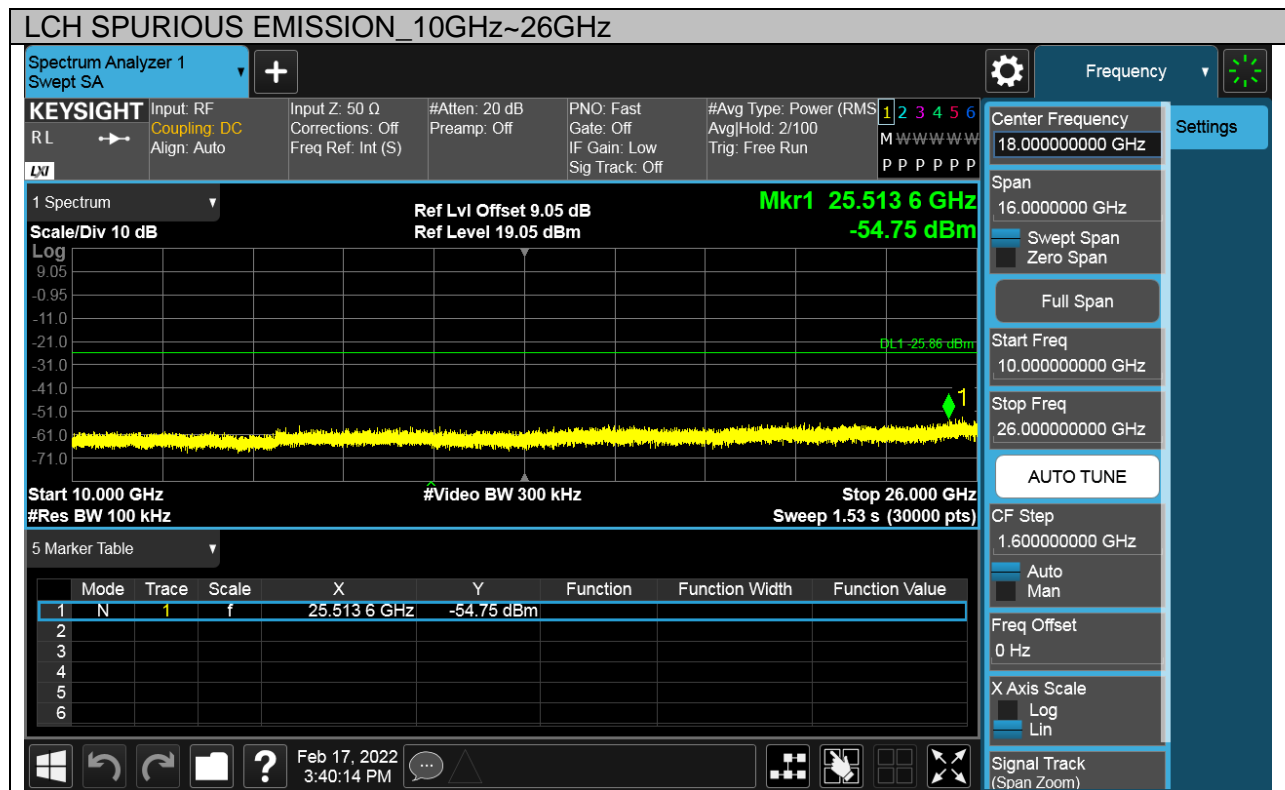 LCH SPURIOUS EMISSION_10GHz~26GHz
Spectrum Analyzer 1
Swept SA
+
Frequency
KEYSIGHT
RL
LXI
Input: RF
Coupling: DC
Align: Auto
Input Z: 50 Ω
Corrections: Off
Freq Ref: Int (S)
#Atten: 20 dB
Preamp: Off
PNO: Fast
Gate: Off
IF Gain: Low
Sig Track: Off
#Avg Type: Power (RMS
Avg|Hold: 2/100
Trig: Free Run
1 2 3 4 5 6
M W W W W W
P P P P P P
1 Spectrum
Scale/Div 10 dB
Ref Lvl Offset 9.05 dB
Ref Level 19.05 dBm
Mkr1 25.513 6 GHz
-54.75 dBm
Log
9.05
-0.95
-11.0
-21.0
-31.0
-41.0
-51.0
-61.0
-71.0
DL1 -25.86 dBm
1
Start 10.000 GHz
#Res BW 100 kHz
#Video BW 300 kHz
Stop 26.000 GHz
Sweep 1.53 s (30000 pts)
5 Marker Table
Mode Trace Scale X Y Function Function Width Function Value
1 N 1 f 25.513 6 GHz -54.75 dBm
2
3
4
5
6
Feb 17, 2022
3:40:14 PM
Center Frequency
18.000000000 GHz
Span
16.0000000 GHz
Swept Span
Zero Span
Full Span
Start Freq
10.000000000 GHz
Stop Freq
26.000000000 GHz
AUTO TUNE
CF Step
1.600000000 GHz
Auto
Man
Freq Offset
0 Hz
X Axis Scale
Log
Lin
Signal Track
(Span Zoom)
Settings